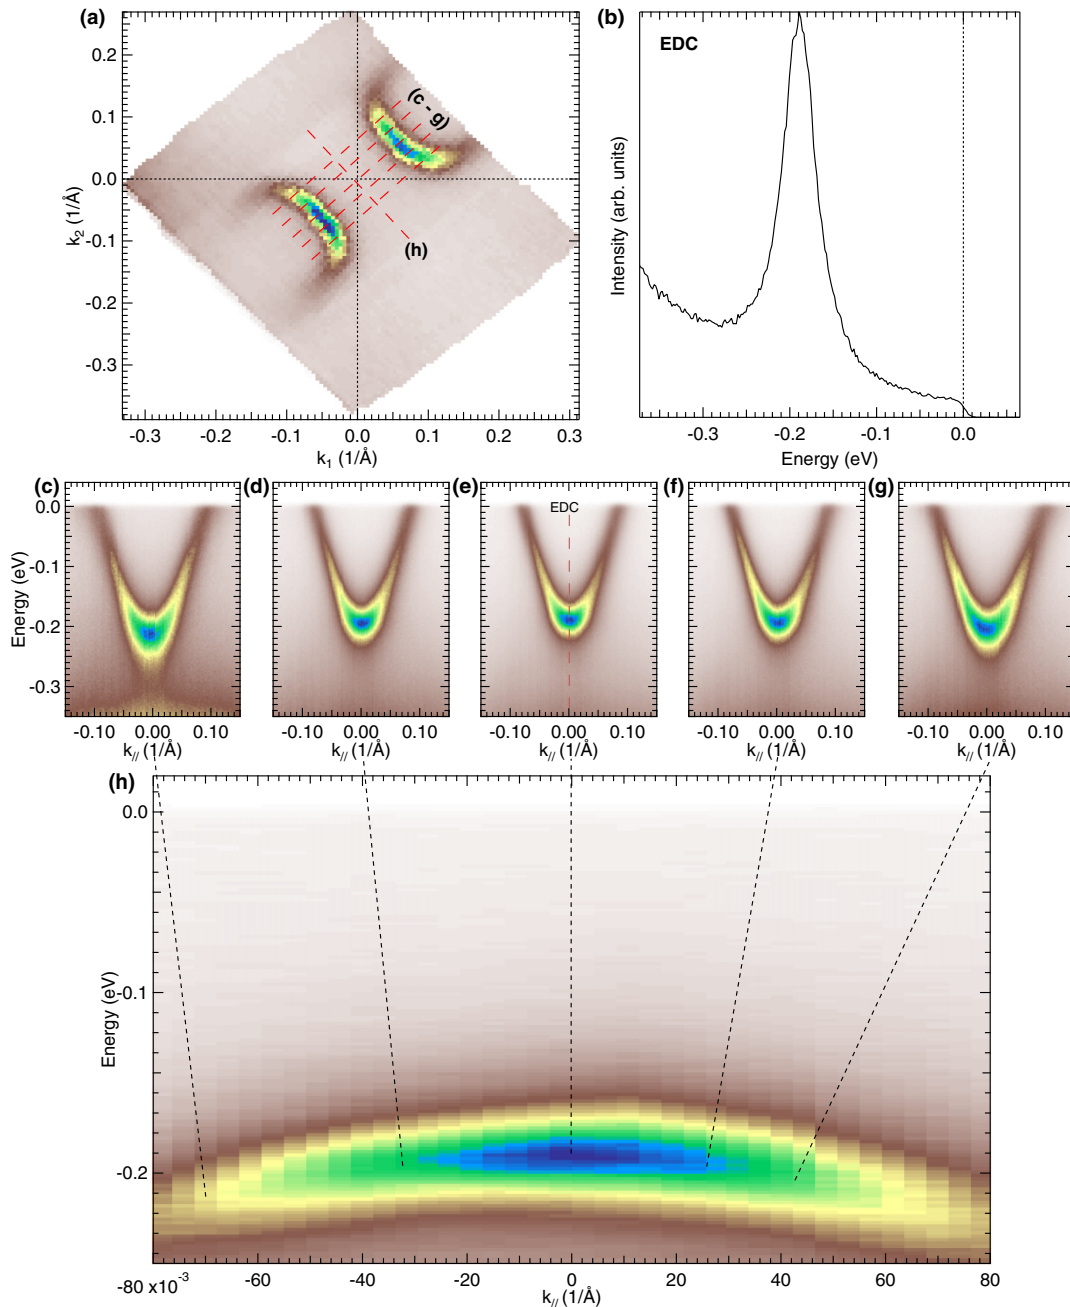 (a)
0.2
0.1
0.0
-0.1
-0.2
-0.3
k2 (1/Å)
(c - g)
(h)
-0.3 -0.2 -0.1 0.0 0.1 0.2 0.3
k1 (1/Å)
(b)
EDC
Intensity (arb. units)
-0.3 -0.2 -0.1 0.0
Energy (eV)
(c) (d) (e) (f) (g)
EDC
0.0
-0.1
-0.2
-0.3
Energy (eV)
-0.10 0.00 0.10 -0.10 0.00 0.10 -0.10 0.00 0.10 -0.10 0.00 0.10 -0.10 0.00 0.10
k// (1/Å) k// (1/Å) k// (1/Å) k// (1/Å) k// (1/Å)
(h)
0.0
-0.1
-0.2
Energy (eV)
-80 x10-3 -60 -40 -20 0 20 40 60 80
k// (1/Å)